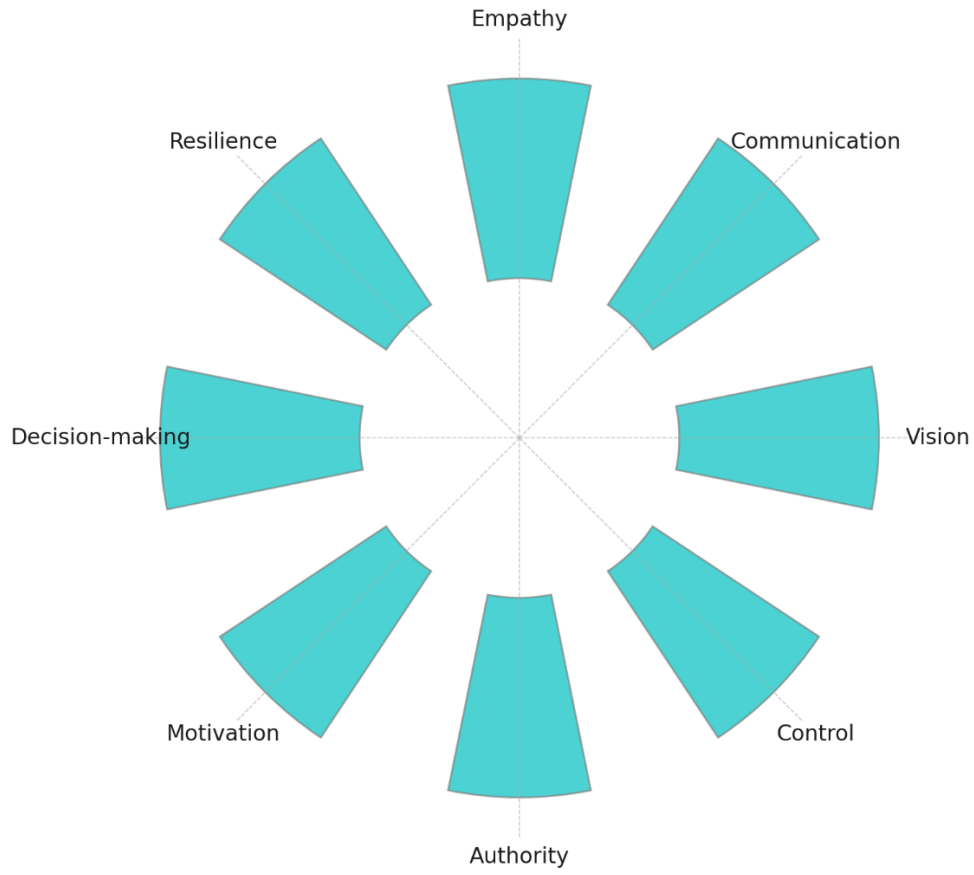 Empathy
Resilience
Communication
Decision-making
Vision
Motivation
Control
Authority